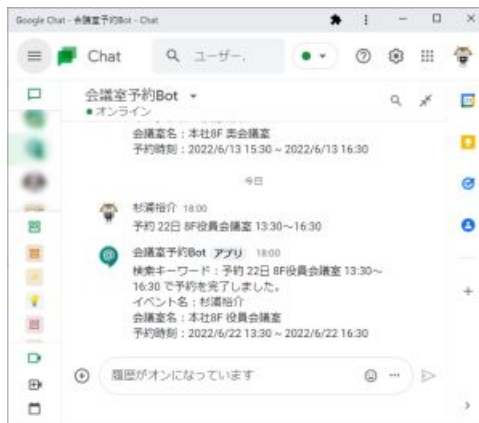 Google Chat - 会議室予約Bot - Chat
Chat
ユーザー、
会議室予約Bot
オンライン
会議室名：本社8F 奥会議室
予約時刻：2022/6/13 15:30 ~ 2022/6/13 16:30
今日
杉浦裕介 18:00
予約 22日 8F役員会議室 13:30～16:30
会議室予約Bot アプリ 18:00
検索キーワード：予約 22日 8F役員会議室 13:30～
16:30 で予約を完了しました。
イベント名：杉浦裕介
会議室名：本社8F 役員会議室
予約時刻：2022/6/22 13:30 ~ 2022/6/22 16:30
履歴がオンになっています